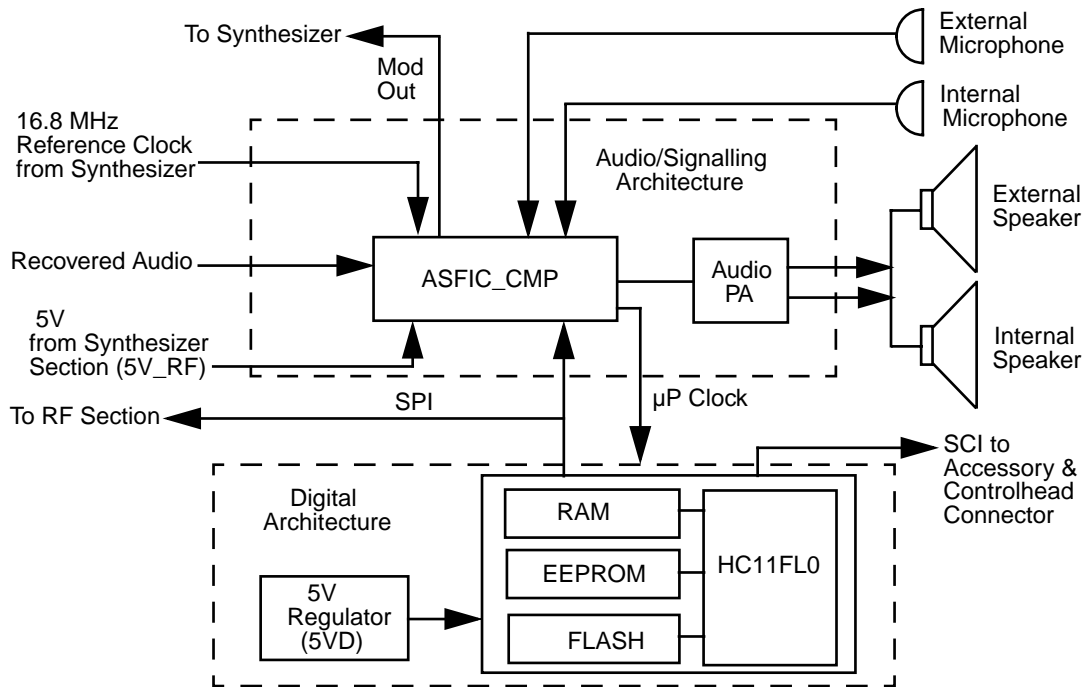 To Synthesizer
Mod
Out
External
Microphone
Internal
Microphone
16.8 MHz
Reference Clock
from Synthesizer
Audio/Signalling
Architecture
External
Speaker
Recovered Audio
ASFIC_CMP
Audio
PA
5V
from Synthesizer
Section (5V_RF)
Internal
Speaker
To RF Section
SPI
µP Clock
SCI to
Accessory &
Controlhead
Connector
Digital
Architecture
RAM
EEPROM
FLASH
HC11FL0
5V
Regulator
(5VD)